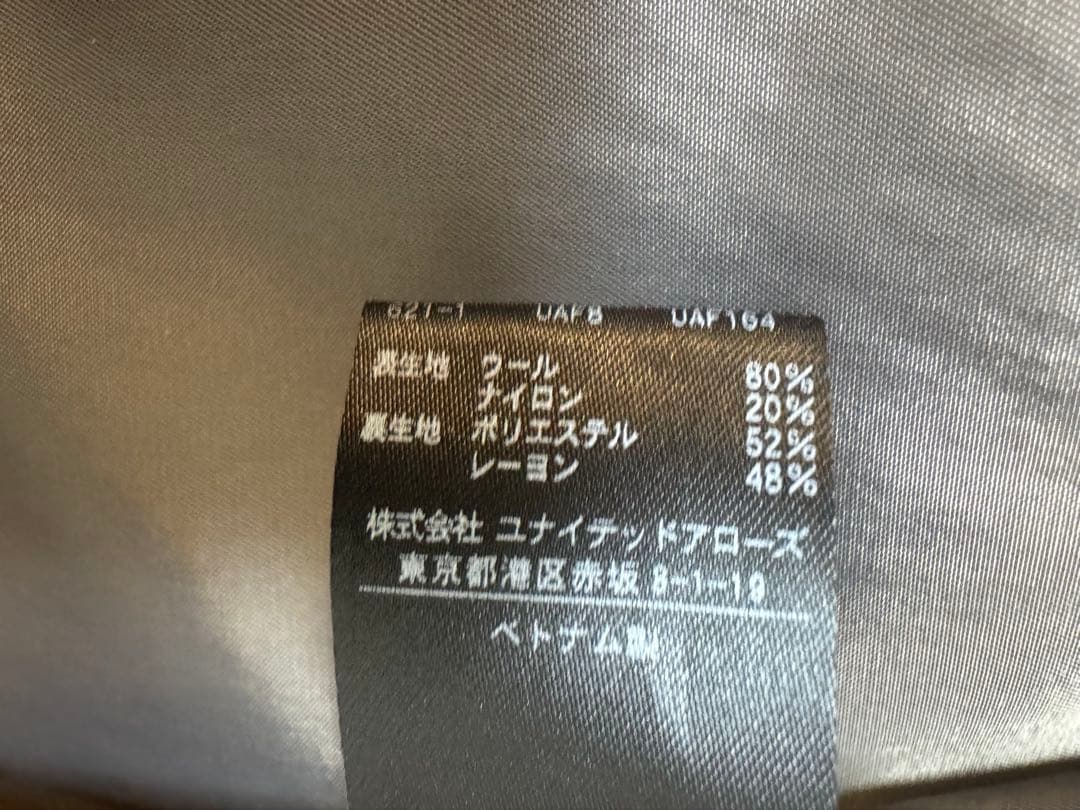 621-1 UAF8 UAF164
表生地 ウール 80%
ナイロン 20%
裏生地 ポリエステル 52%
レーヨン 48%
株式会社 ユナイテッドアローズ
東京都港区赤坂 8-1-19
ベトナム製